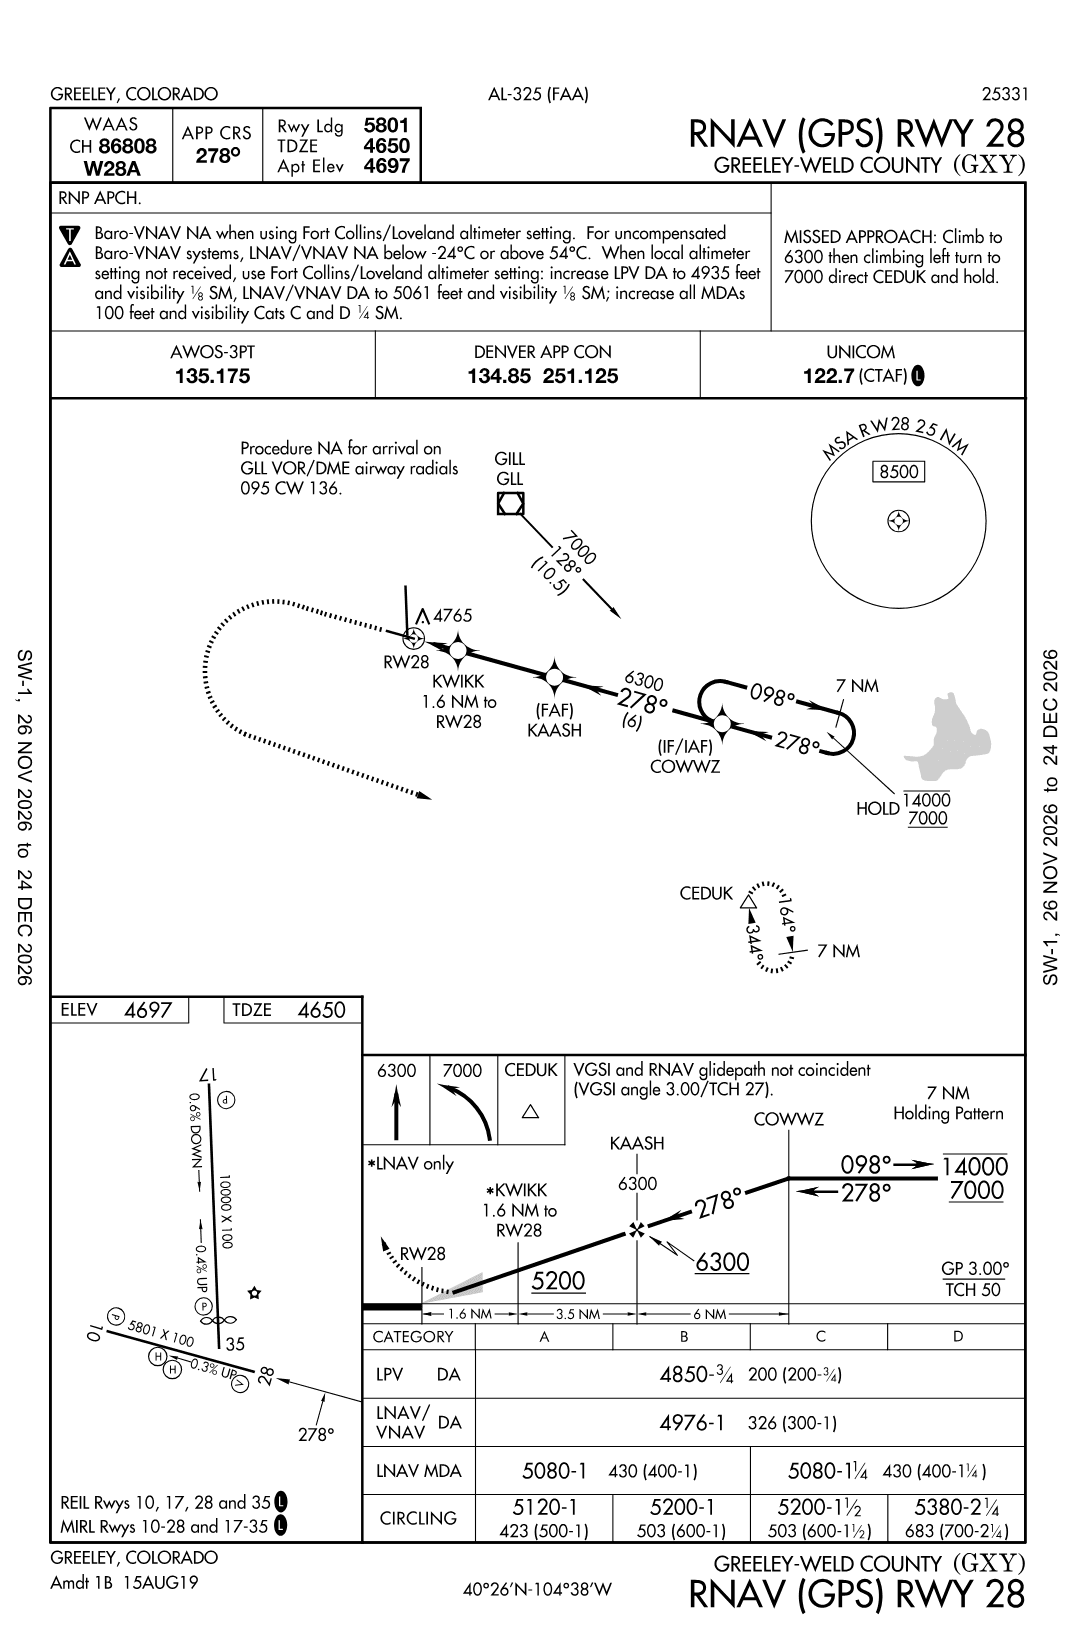 GREELEY, COLORADO
AL-325 (FAA)
25331
WAAS
CH 86808
W28A
APP CRS
278°
Rwy Ldg 5801
TDZE 4650
Apt Elev 4697
RNAV (GPS) RWY 28
GREELEY-WELD COUNTY (GXY)
RNP APCH.
T
A
Baro-VNAV NA when using Fort Collins/Loveland altimeter setting. For uncompensated
Baro-VNAV systems, LNAV/VNAV NA below -24°C or above 54°C. When local altimeter
setting not received, use Fort Collins/Loveland altimeter setting: increase LPV DA to 4935 feet
and visibility ⅛ SM, LNAV/VNAV DA to 5061 feet and visibility ⅛ SM; increase all MDAs
100 feet and visibility Cats C and D ¼ SM.
MISSED APPROACH: Climb to
6300 then climbing left turn to
7000 direct CEDUK and hold.
AWOS-3PT
135.175
DENVER APP CON
134.85 251.125
UNICOM
122.7 (CTAF) L
Procedure NA for arrival on
GLL VOR/DME airway radials
095 CW 136.
GILL
GLL
7000
128°
(10.5)
MSA RW28 25 NM
8500
4765
RW28
KWIKK
1.6 NM to
RW28
(FAF)
KAASH
6300
278°
(6)
(IF/IAF)
COWWZ
098°
278°
7 NM
HOLD 14000
7000
CEDUK
164°
344°
7 NM
SW-1, 26 NOV 2026 to 24 DEC 2026
SW-1, 26 NOV 2026 to 24 DEC 2026
ELEV 4697
TDZE 4650
17
P
0.6% DOWN
10000 X 100
0.4% UP
P
35
P
10
5801 X 100
H
H
0.3% UP
V
28
278°
REIL Rwys 10, 17, 28 and 35 L
MIRL Rwys 10-28 and 17-35 L
6300
7000
CEDUK
VGSI and RNAV glidepath not coincident
(VGSI angle 3.00/TCH 27).
7 NM
Holding Pattern
COWWZ
KAASH
6300
*LNAV only
*KWIKK
1.6 NM to
RW28
RW28
278°
098°
278°
14000
7000
6300
5200
GP 3.00°
TCH 50
1.6 NM
3.5 NM
6 NM
CATEGORY A B C D
LPV DA 4850-¾ 200 (200-¾)
LNAV/
VNAV DA 4976-1 326 (300-1)
LNAV MDA 5080-1 430 (400-1) 5080-1¼ 430 (400-1¼)
CIRCLING 5120-1 5200-1 5200-1½ 5380-2¼
423 (500-1) 503 (600-1) 503 (600-1½) 683 (700-2¼)
GREELEY, COLORADO
Amdt 1B 15AUG19
40°26'N-104°38'W
GREELEY-WELD COUNTY (GXY)
RNAV (GPS) RWY 28